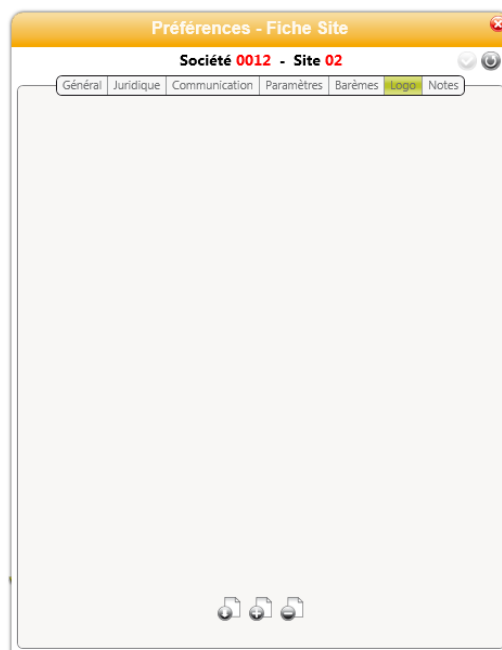 Préférences - Fiche Site
Société 0012 - Site 02
Général Juridique Communication Paramètres Barèmes Logo Notes